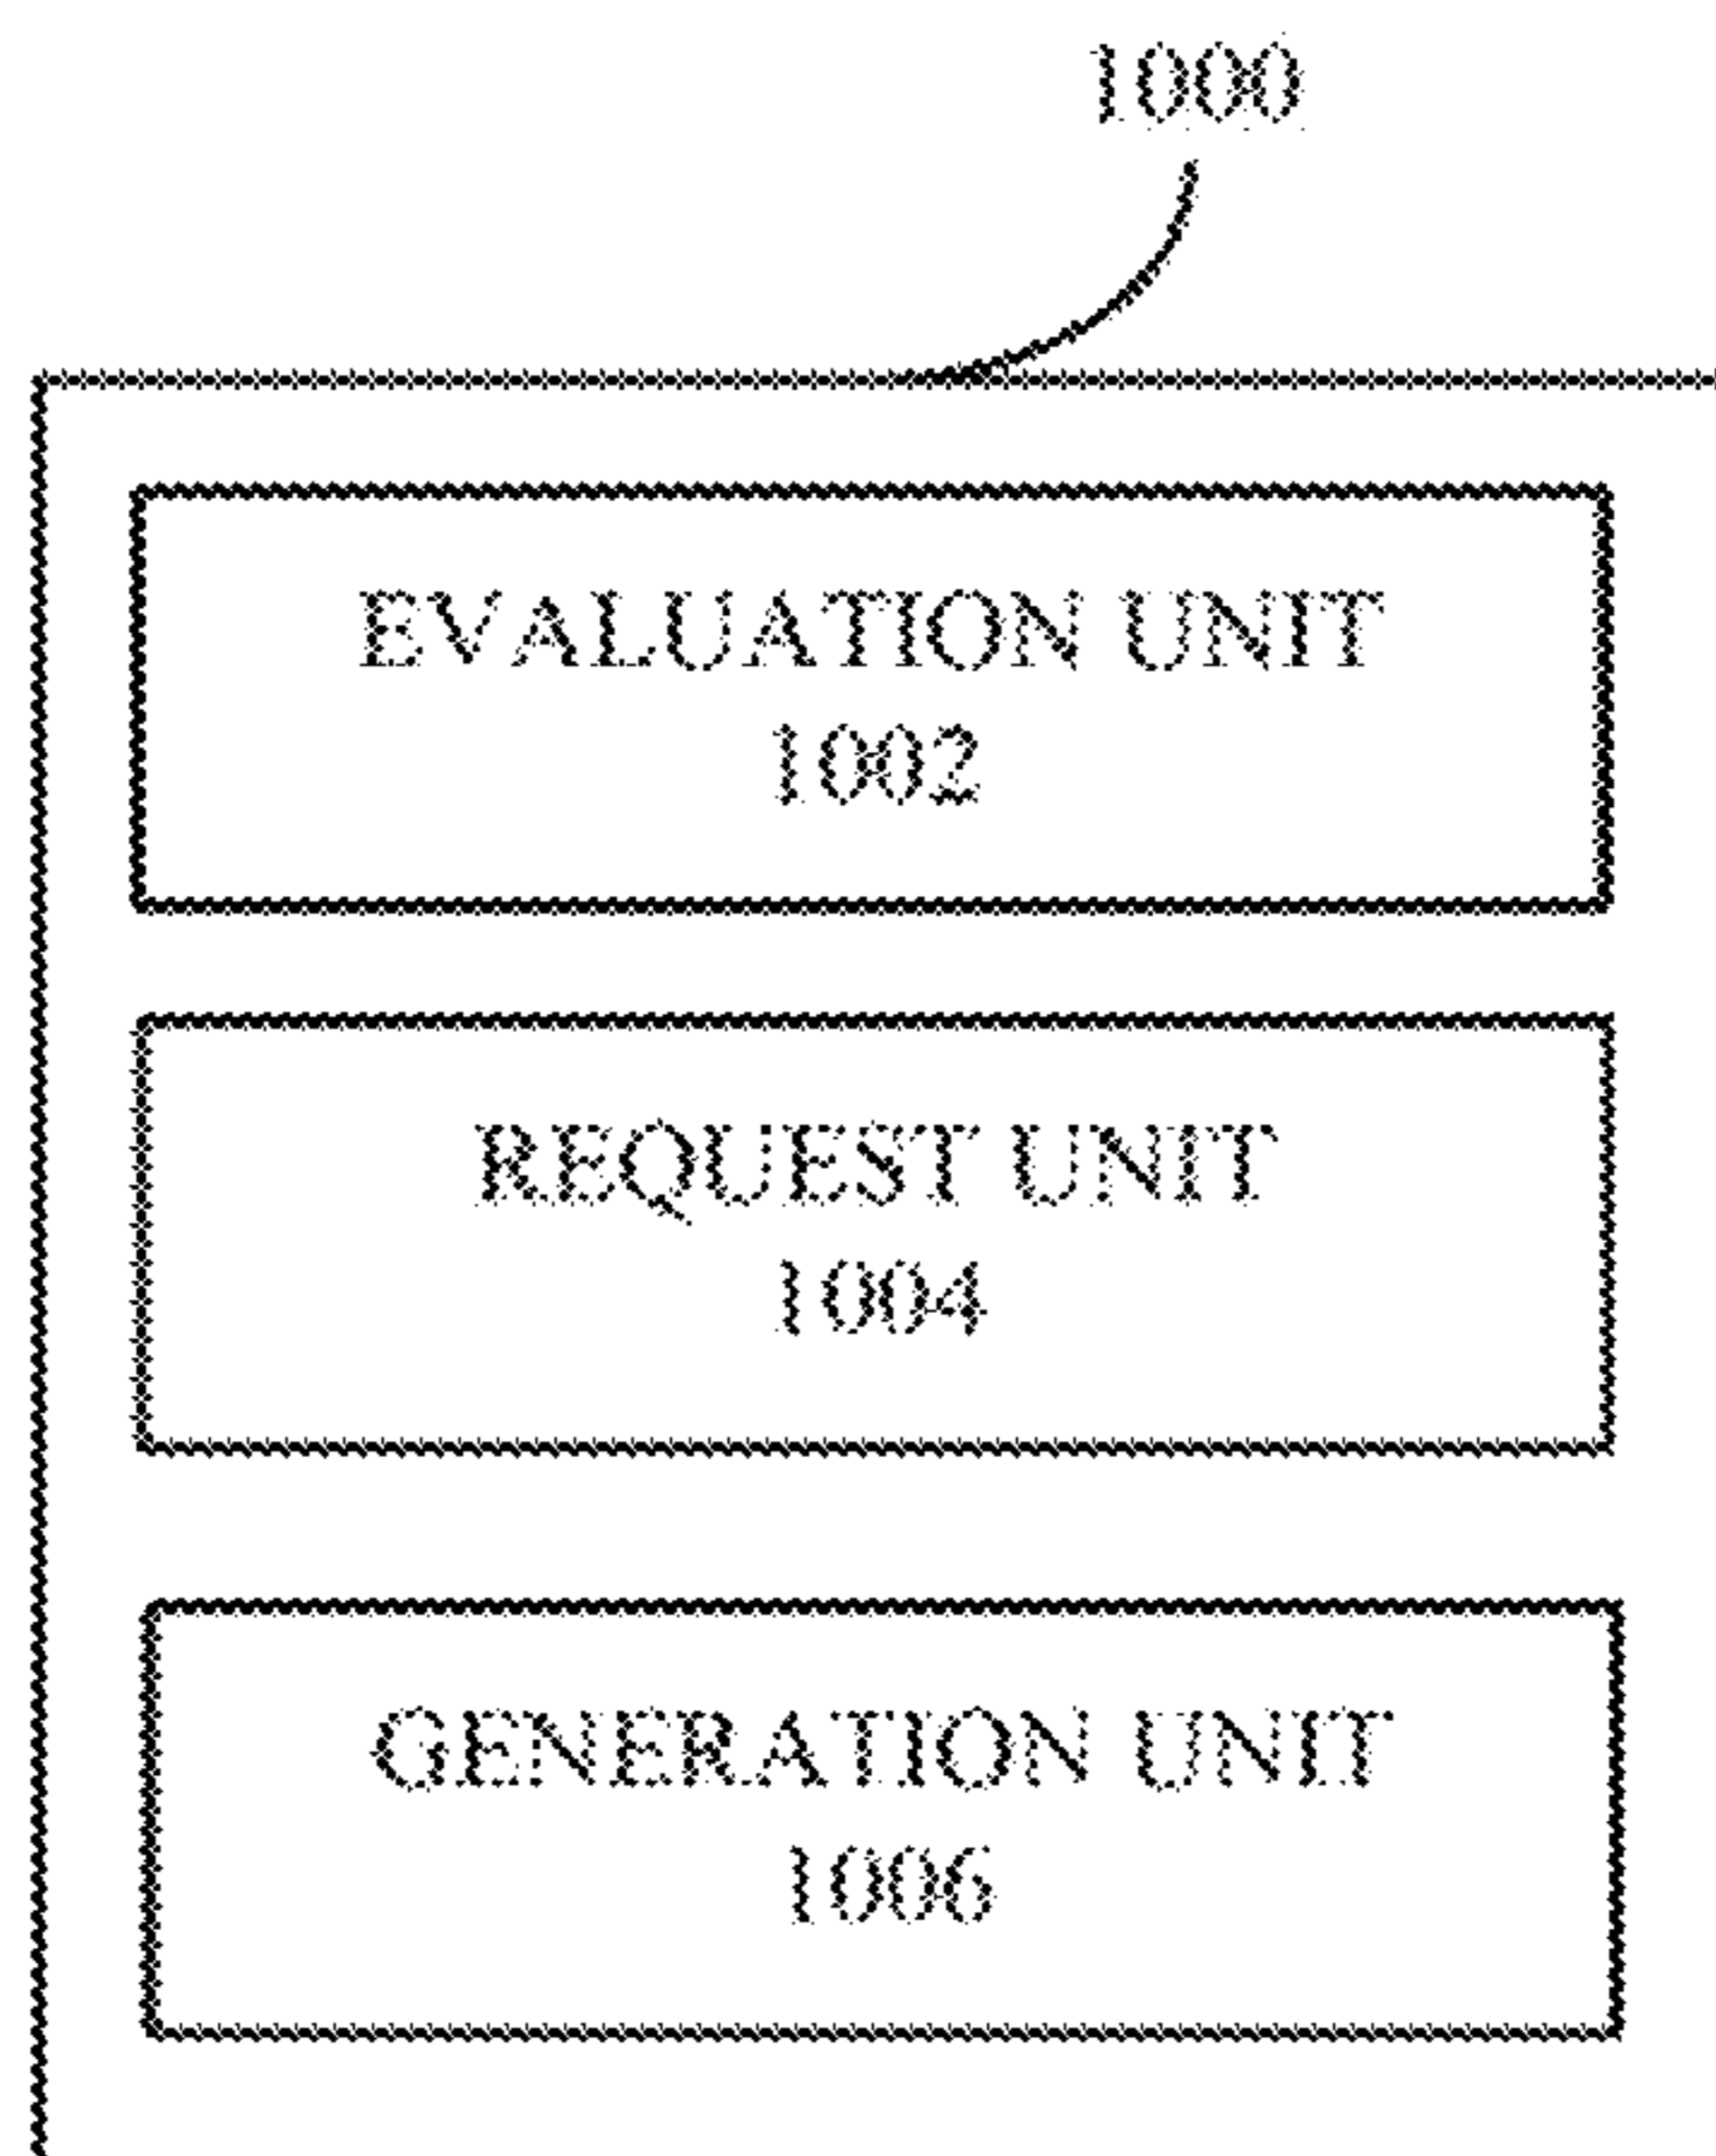 1000
EVALUATION UNIT
1002
REQUEST UNIT
1004
GENERATION UNIT
1006